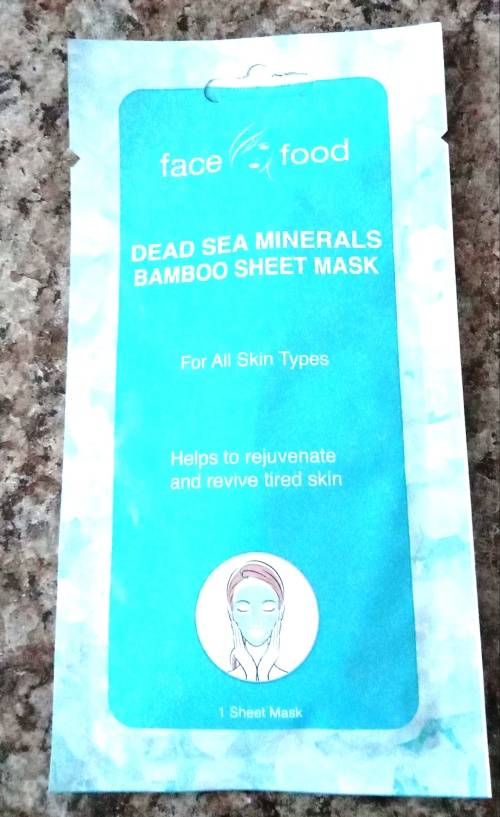 face food
DEAD SEA MINERALS
BAMBOO SHEET MASK
For All Skin Types
Helps to rejuvenate
and revive tired skin
1 Sheet Mask